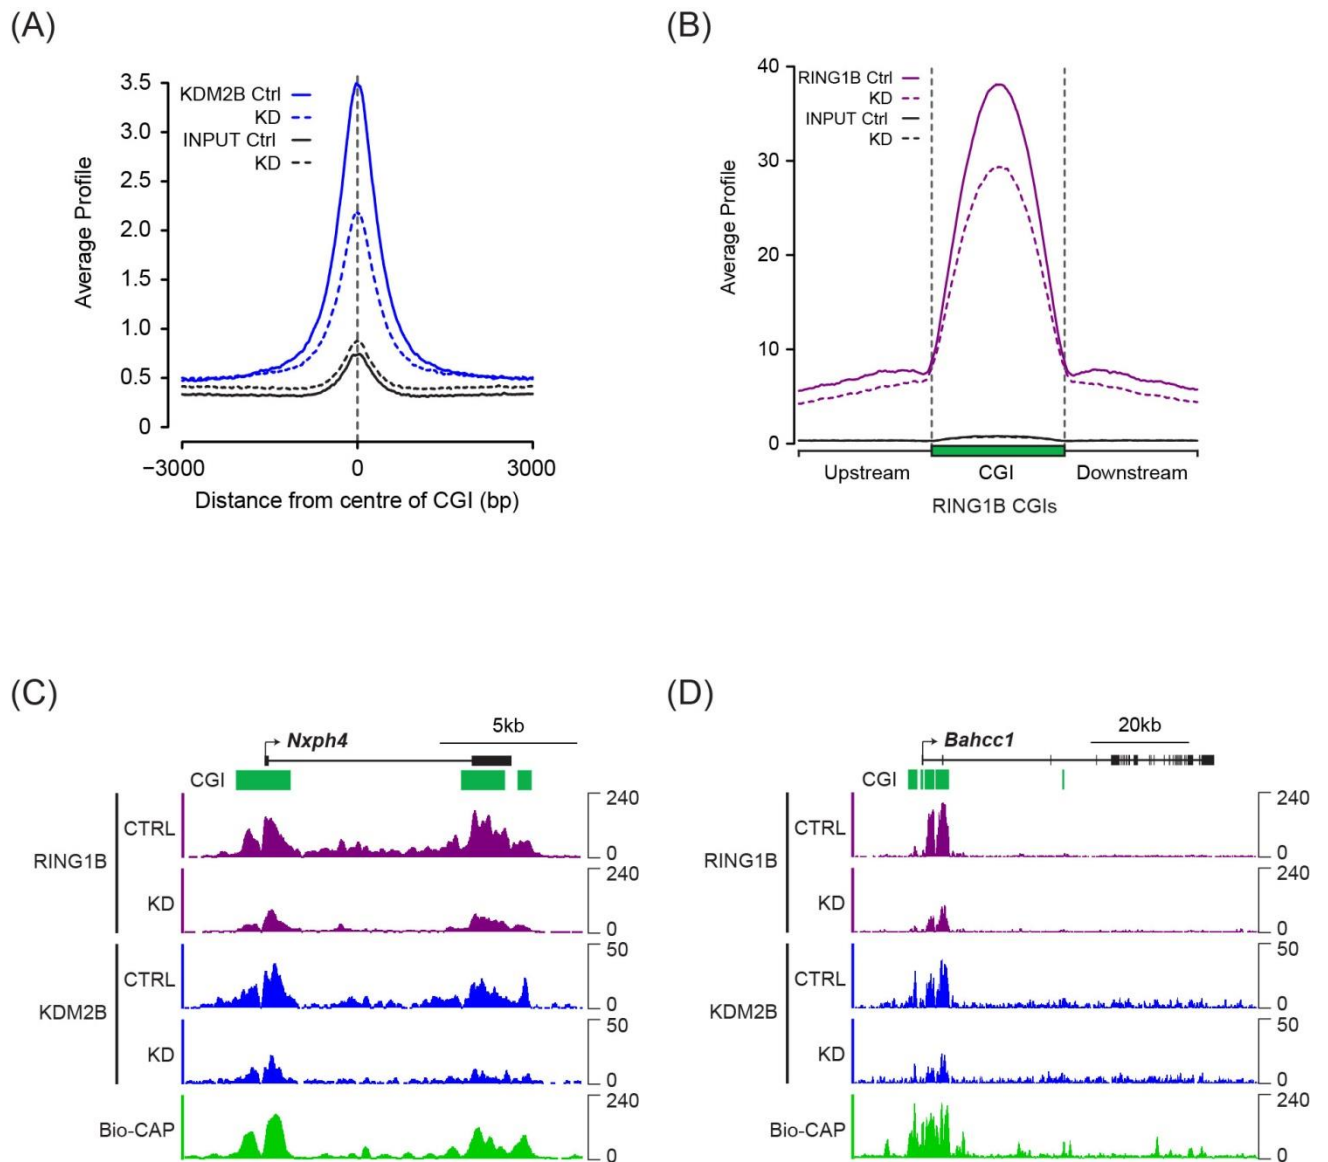 (A)
3.5
3.0
2.5
2.0
1.5
1.0
0.5
0
Average Profile
KDM2B Ctrl
KD
INPUT Ctrl
KD
−3000 0 3000
Distance from centre of CGI (bp)
(B)
40
30
20
10
0
Average Profile
RING1B Ctrl
KD
INPUT Ctrl
KD
Upstream CGI Downstream
RING1B CGIs
(C)
5kb
Nxph4
CGI
RING1B
CTRL
240
0
KD
240
0
KDM2B
CTRL
50
0
KD
50
0
Bio-CAP
240
0
(D)
20kb
Bahcc1
CGI
RING1B
CTRL
240
0
KD
240
0
KDM2B
CTRL
50
0
KD
50
0
Bio-CAP
240
0